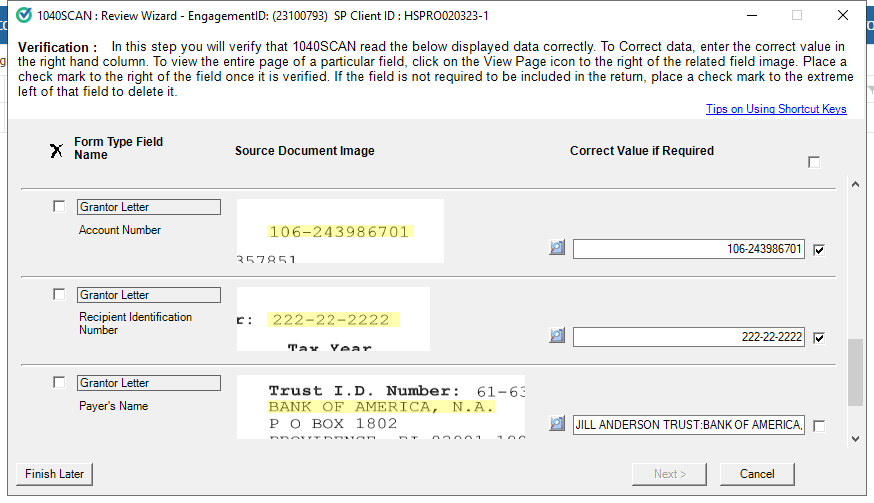 1040SCAN : Review Wizard - EngagementID: (23100793)  SP Client ID : HSPRO020323-1
Verification :   In this step you will verify that 1040SCAN read the below displayed data correctly. To Correct data, enter the correct value in
the right hand column. To view the entire page of a particular field, click on the View Page icon to the right of the related field image. Place a
check mark to the right of the field once it is verified. If the field is not required to be included in the return, place a check mark to the extreme
left of that field to delete it.
Tips on Using Shortcut Keys
Form Type Field
Name
Source Document Image
Correct Value if Required
Grantor Letter
Account Number
106-243986701
357851
106-243986701
Grantor Letter
Recipient Identification
Number
r: 222-22-2222
Tax Year
222-22-2222
Grantor Letter
Payer's Name
Trust I.D. Number: 61-63
BANK OF AMERICA, N.A.
P O BOX 1802
JILL ANDERSON TRUST:BANK OF AMERICA,
Finish Later
Next >
Cancel